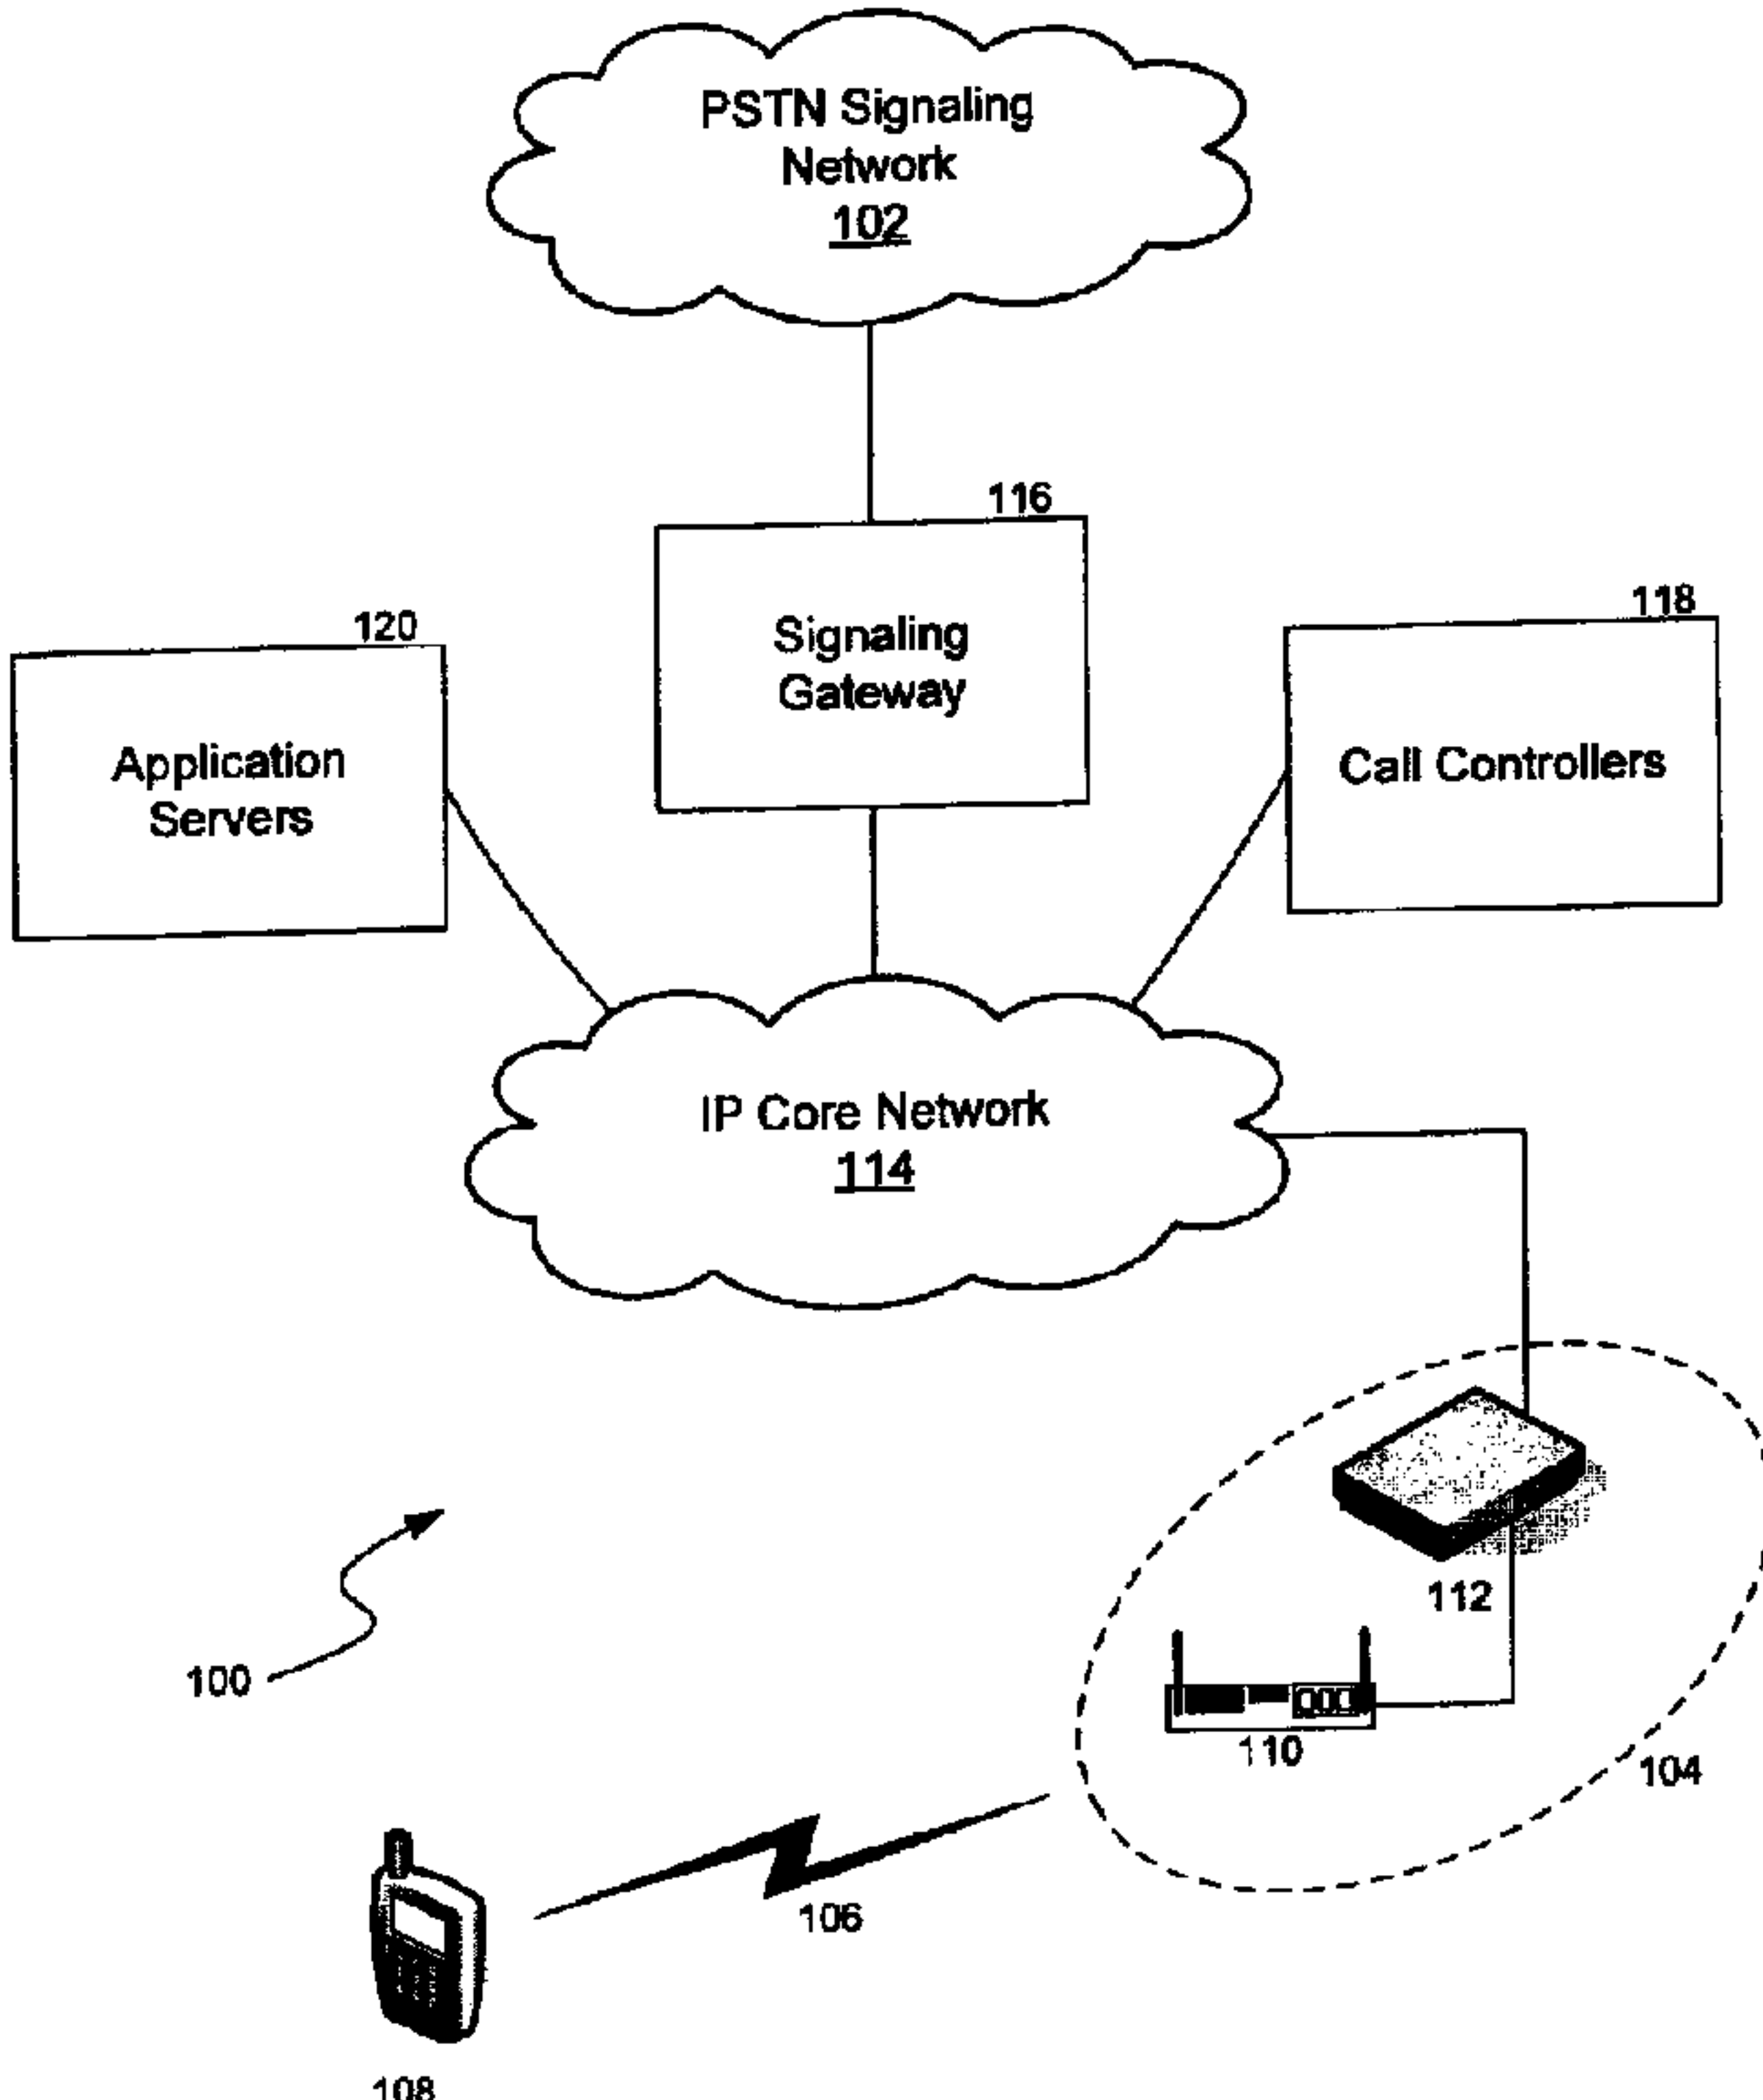 PSTN Signaling
Network
102
116
Signaling
Gateway
120
Application
Servers
118
Call Controllers
IP Core Network
114
112
100
110
104
106
108